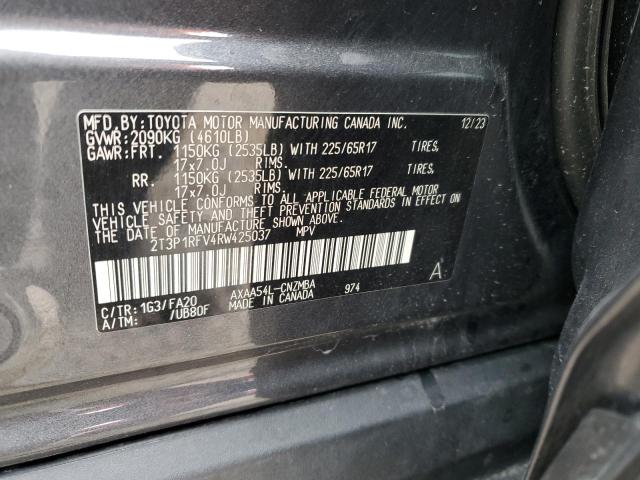 MFD.BY:TOYOTA MOTOR MANUFACTURING CANADA INC. 12/23
GVWR:2090KG (4610LB)
GAWR:FRT. 1150KG (2535LB) WITH 225/65R17 TIRES,
17x7.0J RIMS.
RR. 1150KG (2535LB) WITH 225/65R17 TIRES,
17x7.0J RIMS.
THIS VEHICLE CONFORMS TO ALL APPLICABLE FEDERAL MOTOR
VEHICLE SAFETY AND THEFT PREVENTION STANDARDS IN EFFECT
ON THE DATE OF MANUFACTURE SHOWN ABOVE.
2T3P1RFV4RW425037 MPV
A
C/TR:1G3/FA20 AXAA54L-CNZMBA 974
A/TM: /UB80F MADE IN CANADA